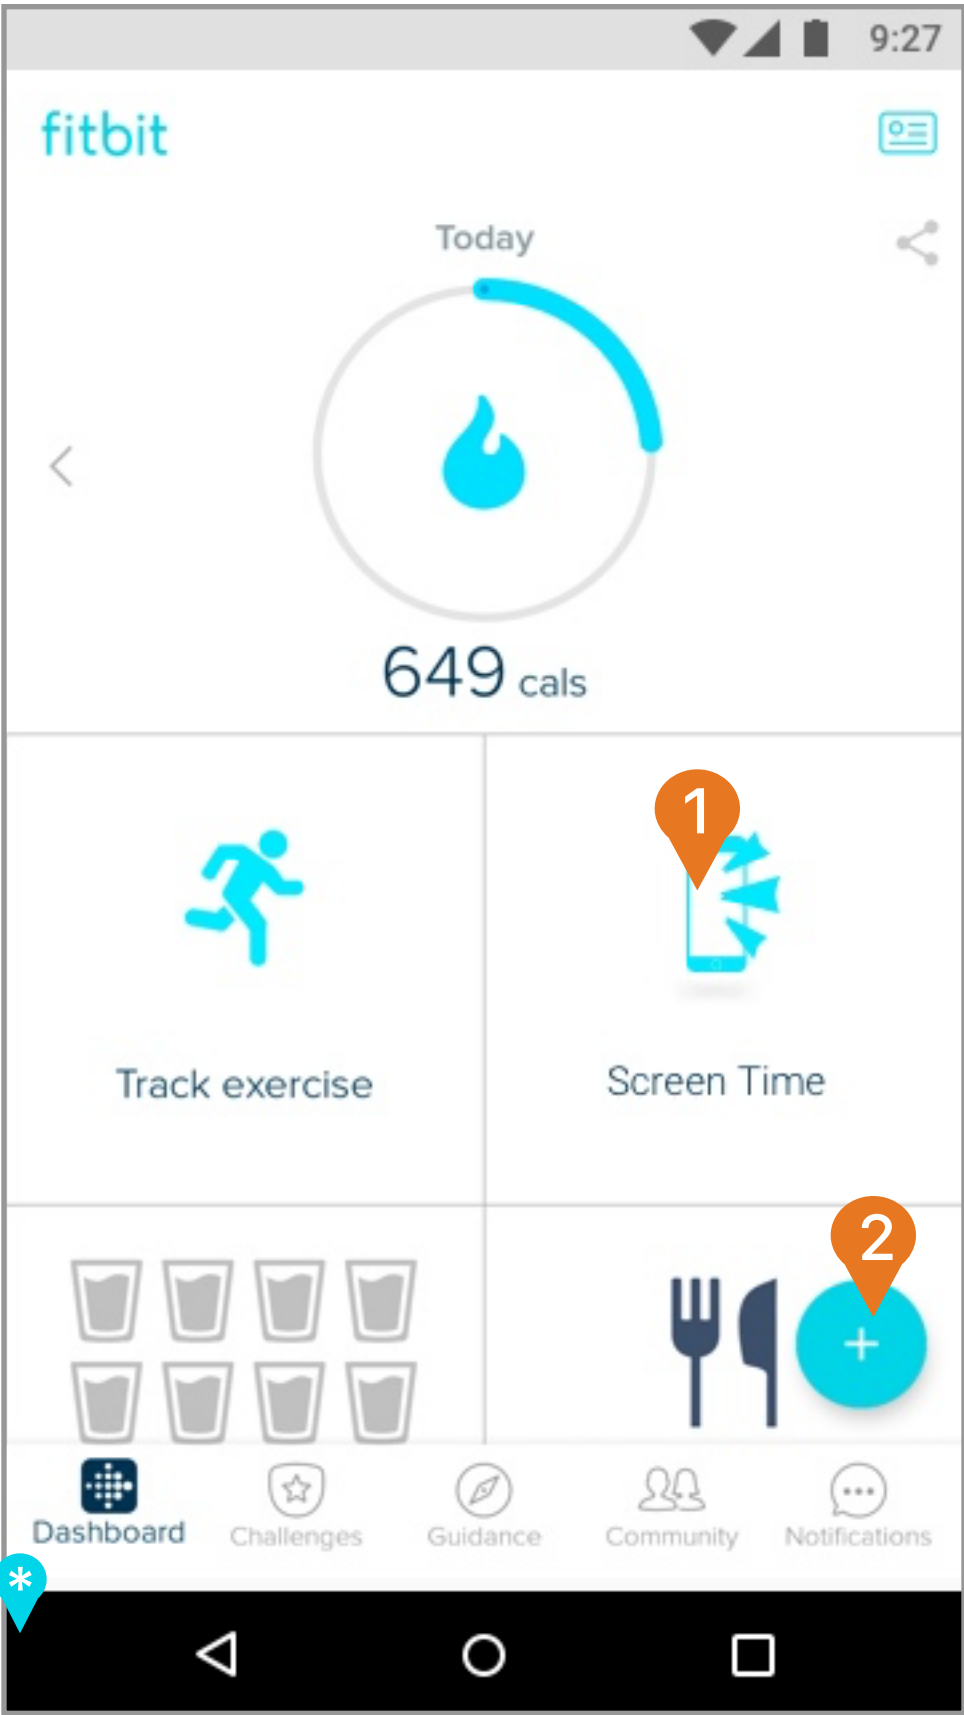 9:27
fitbit
Today
649 cals
1
Track exercise
Screen Time
2
+
Dashboard
Challenges
Guidance
Community
Notifications
*